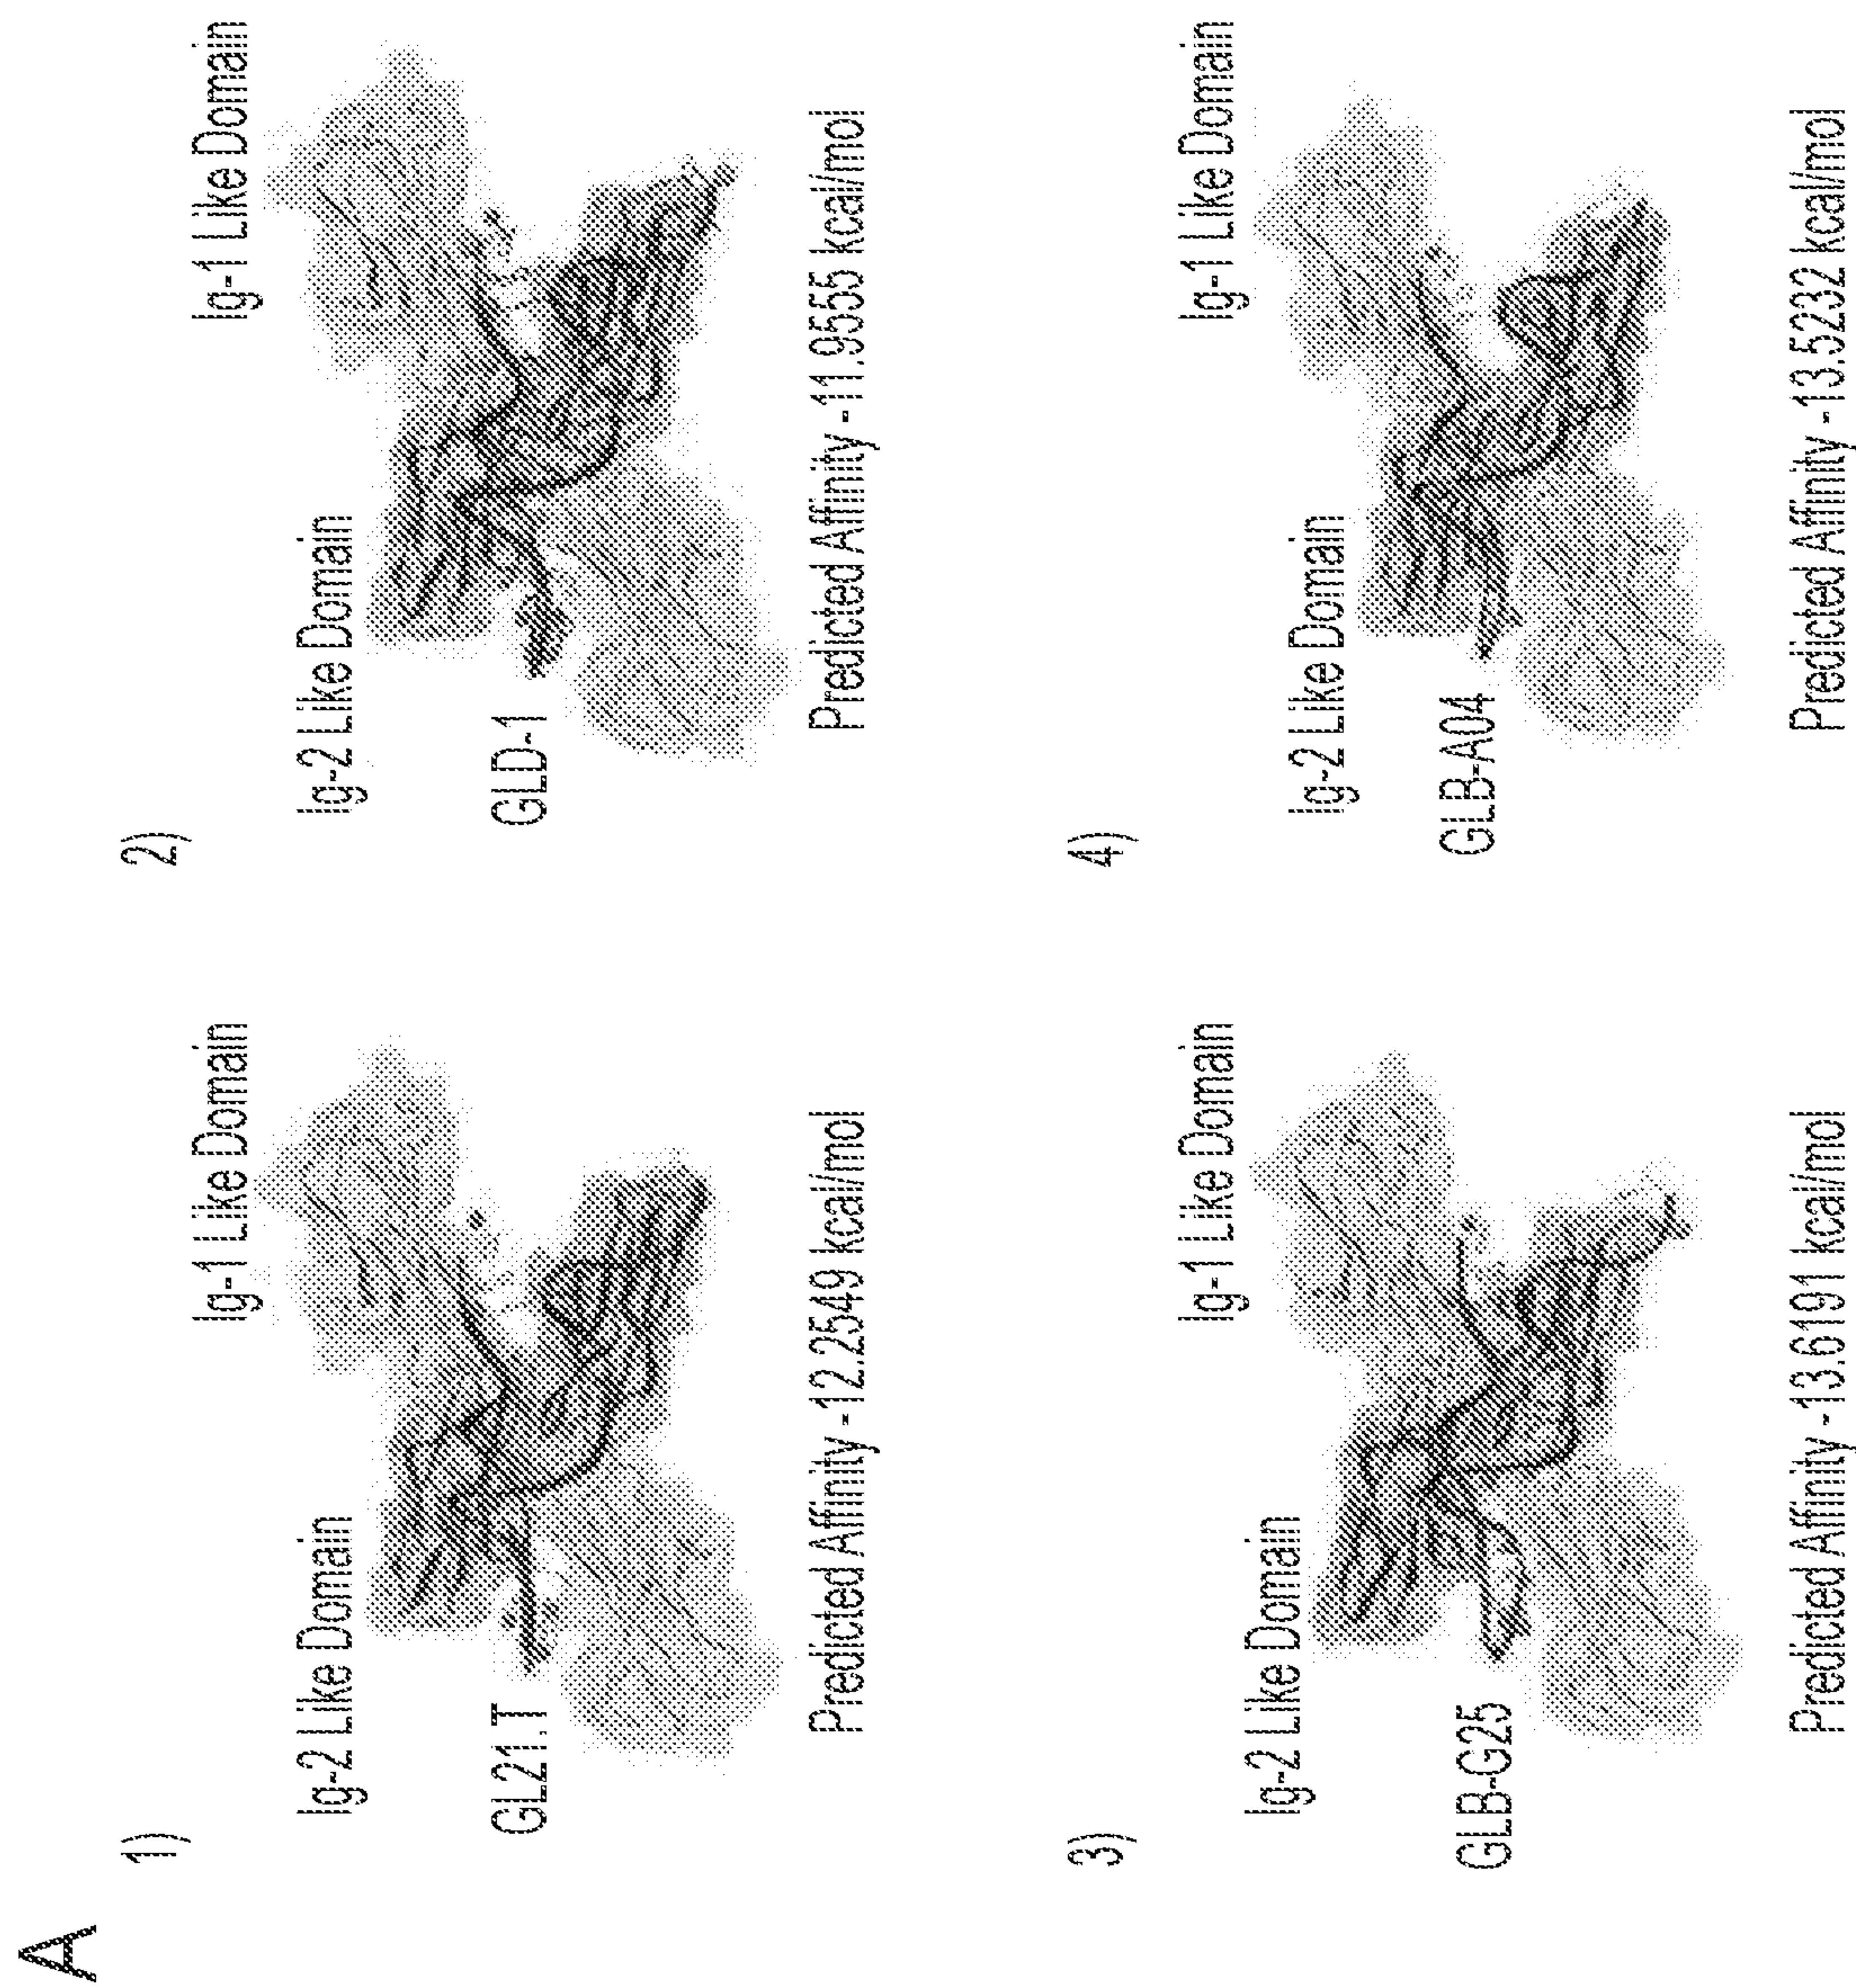 A
1)
Ig-1 Like Domain
Ig-2 Like Domain
GL21.T
Predicted Affinity -12.2549 kcal/mol
2)
Ig-1 Like Domain
Ig-2 Like Domain
GLD-1
Predicted Affinity -11.9555 kcal/mol
3)
Ig-1 Like Domain
Ig-2 Like Domain
GLB-G25
Predicted Affinity -13.6191 kcal/mol
4)
Ig-1 Like Domain
Ig-2 Like Domain
GLB-A04
Predicted Affinity -13.5232 kcal/mol